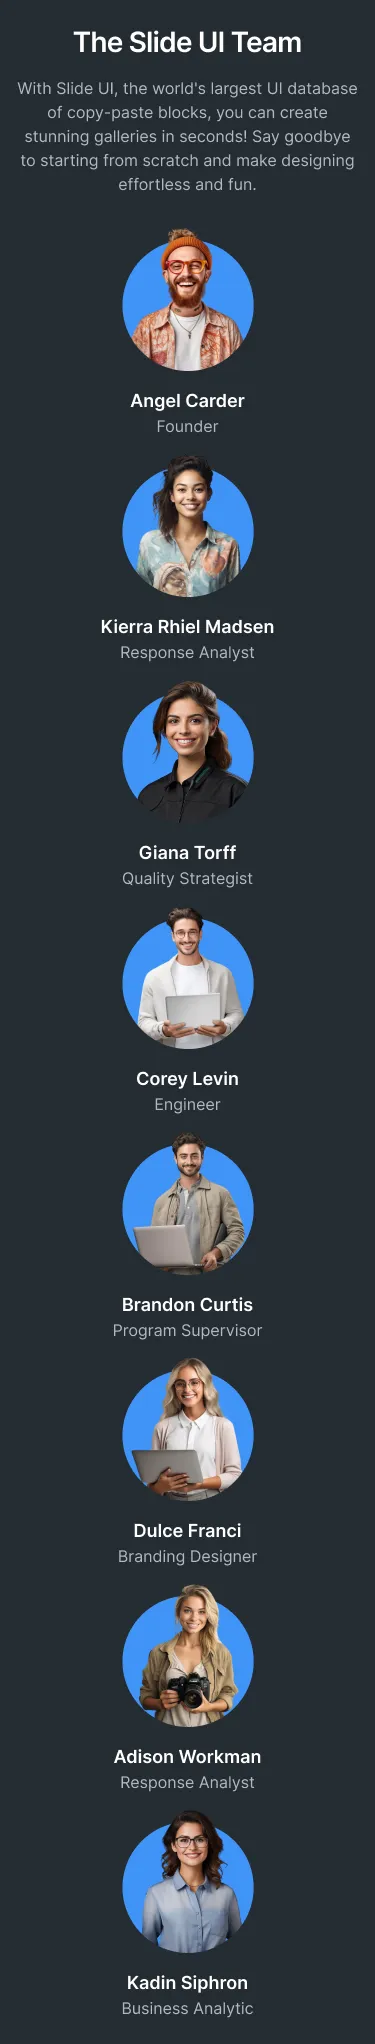 The Slide UI Team
With Slide UI, the world's largest UI database
of copy-paste blocks, you can create
stunning galleries in seconds! Say goodbye
to starting from scratch and make designing
effortless and fun.
Angel Carder
Founder
Kierra Rhiel Madsen
Response Analyst
Giana Torff
Quality Strategist
Corey Levin
Engineer
Brandon Curtis
Program Supervisor
Dulce Franci
Branding Designer
Adison Workman
Response Analyst
Kadin Siphron
Business Analytic